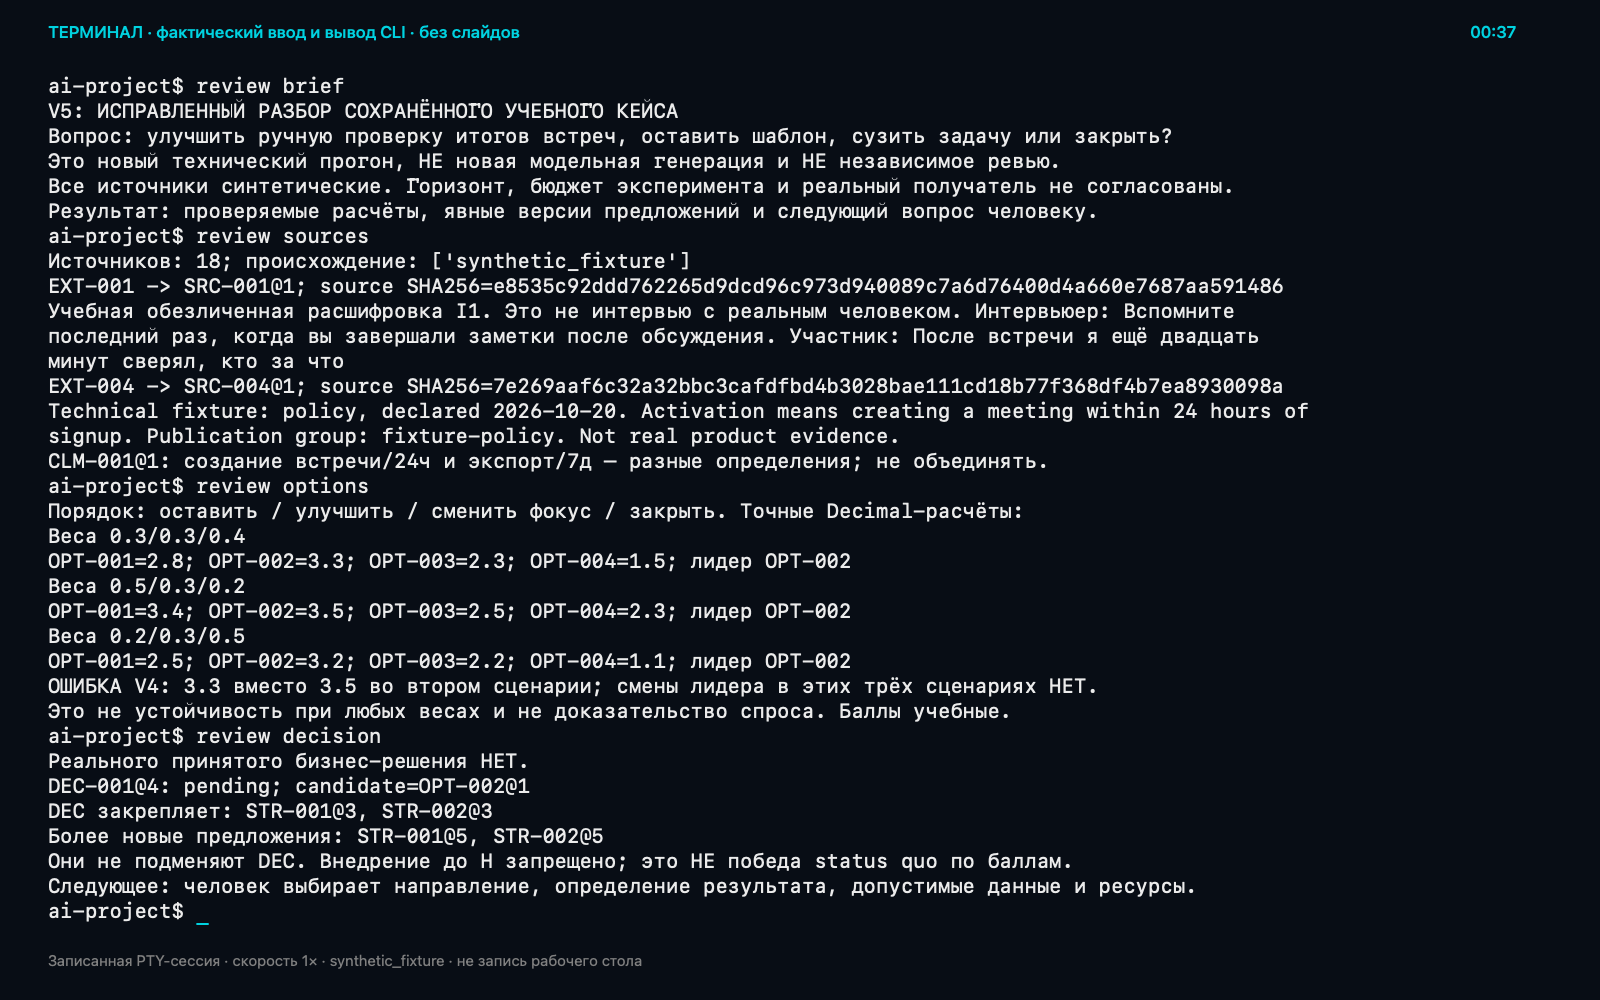 ТЕРМИНАЛ · фактический ввод и вывод CLI · без слайдов
00:37
ai-project$ review brief
V5: ИСПРАВЛЕННЫЙ РАЗБОР СОХРАНЁННОГО УЧЕБНОГО КЕЙСА
Вопрос: улучшить ручную проверку итогов встреч, оставить шаблон, сузить задачу или закрыть?
Это новый технический прогон, НЕ новая модельная генерация и НЕ независимое ревью.
Все источники синтетические. Горизонт, бюджет эксперимента и реальный получатель не согласованы.
Результат: проверяемые расчёты, явные версии предложений и следующий вопрос человеку.
ai-project$ review sources
Источников: 18; происхождение: ['synthetic_fixture']
EXT-001 -> SRC-001@1; source SHA256=e8535c92ddd762265d9dcd96c973d940089c7a6d76400d4a660e7687aa591486
Учебная обезличенная расшифровка I1. Это не интервью с реальным человеком. Интервьюер: Вспомните
последний раз, когда вы завершали заметки после обсуждения. Участник: После встречи я ещё двадцать
минут сверял, кто за что
EXT-004 -> SRC-004@1; source SHA256=7e269aaf6c32a32bbc3cafdfbd4b3028bae111cd18b77f368df4b7ea8930098a
Technical fixture: policy, declared 2026-10-20. Activation means creating a meeting within 24 hours of
signup. Publication group: fixture-policy. Not real product evidence.
CLM-001@1: создание встречи/24ч и экспорт/7д — разные определения; не объединять.
ai-project$ review options
Порядок: оставить / улучшить / сменить фокус / закрыть. Точные Decimal-расчёты:
Веса 0.3/0.3/0.4
OPT-001=2.8; OPT-002=3.3; OPT-003=2.3; OPT-004=1.5; лидер OPT-002
Веса 0.5/0.3/0.2
OPT-001=3.4; OPT-002=3.5; OPT-003=2.5; OPT-004=2.3; лидер OPT-002
Веса 0.2/0.3/0.5
OPT-001=2.5; OPT-002=3.2; OPT-003=2.2; OPT-004=1.1; лидер OPT-002
ОШИБКА V4: 3.3 вместо 3.5 во втором сценарии; смены лидера в этих трёх сценариях НЕТ.
Это не устойчивость при любых весах и не доказательство спроса. Баллы учебные.
ai-project$ review decision
Реального принятого бизнес-решения НЕТ.
DEC-001@4: pending; candidate=OPT-002@1
DEC закрепляет: STR-001@3, STR-002@3
Более новые предложения: STR-001@5, STR-002@5
Они не подменяют DEC. Внедрение до H запрещено; это НЕ победа status quo по баллам.
Следующее: человек выбирает направление, определение результата, допустимые данные и ресурсы.
ai-project$ _
Записанная PTY-сессия · скорость 1× · synthetic_fixture · не запись рабочего стола